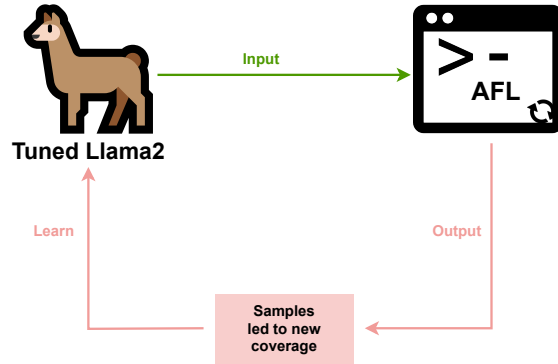 Input
> -
AFL
Tuned Llama2
Learn
Output
Samples
led to new
coverage